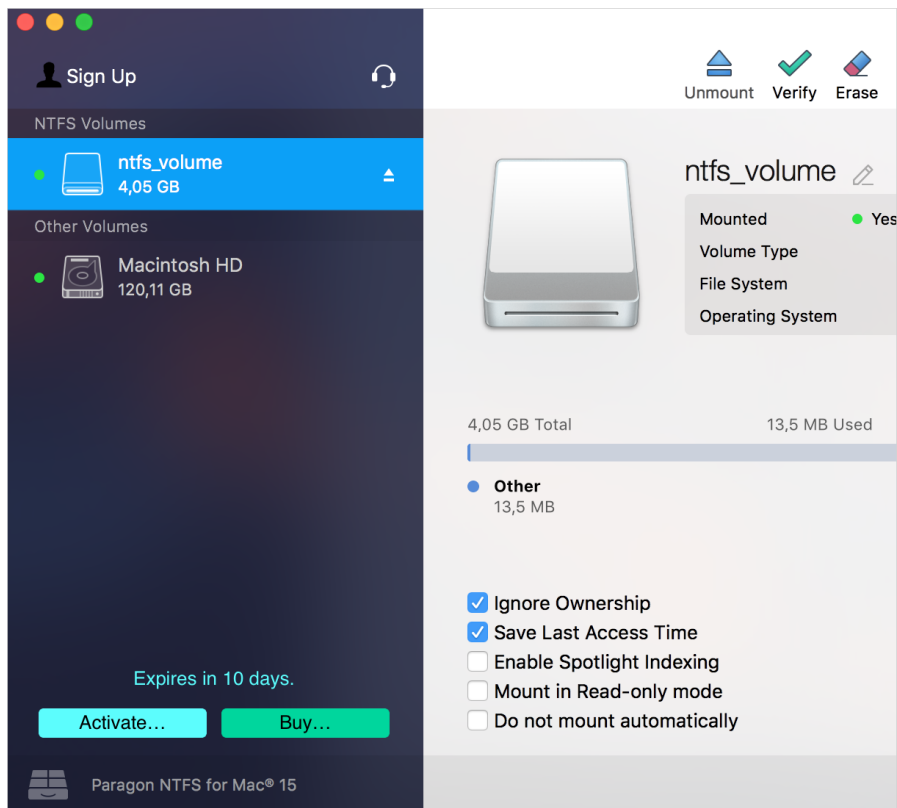 Sign Up
NTFS Volumes
ntfs_volume
4,05 GB
Other Volumes
Macintosh HD
120,11 GB
Expires in 10 days.
Activate…
Buy…
Paragon NTFS for Mac® 15
Unmount
Verify
Erase
ntfs_volume
Mounted
Yes
Volume Type
File System
Operating System
4,05 GB Total
13,5 MB Used
Other
13,5 MB
Ignore Ownership
Save Last Access Time
Enable Spotlight Indexing
Mount in Read-only mode
Do not mount automatically